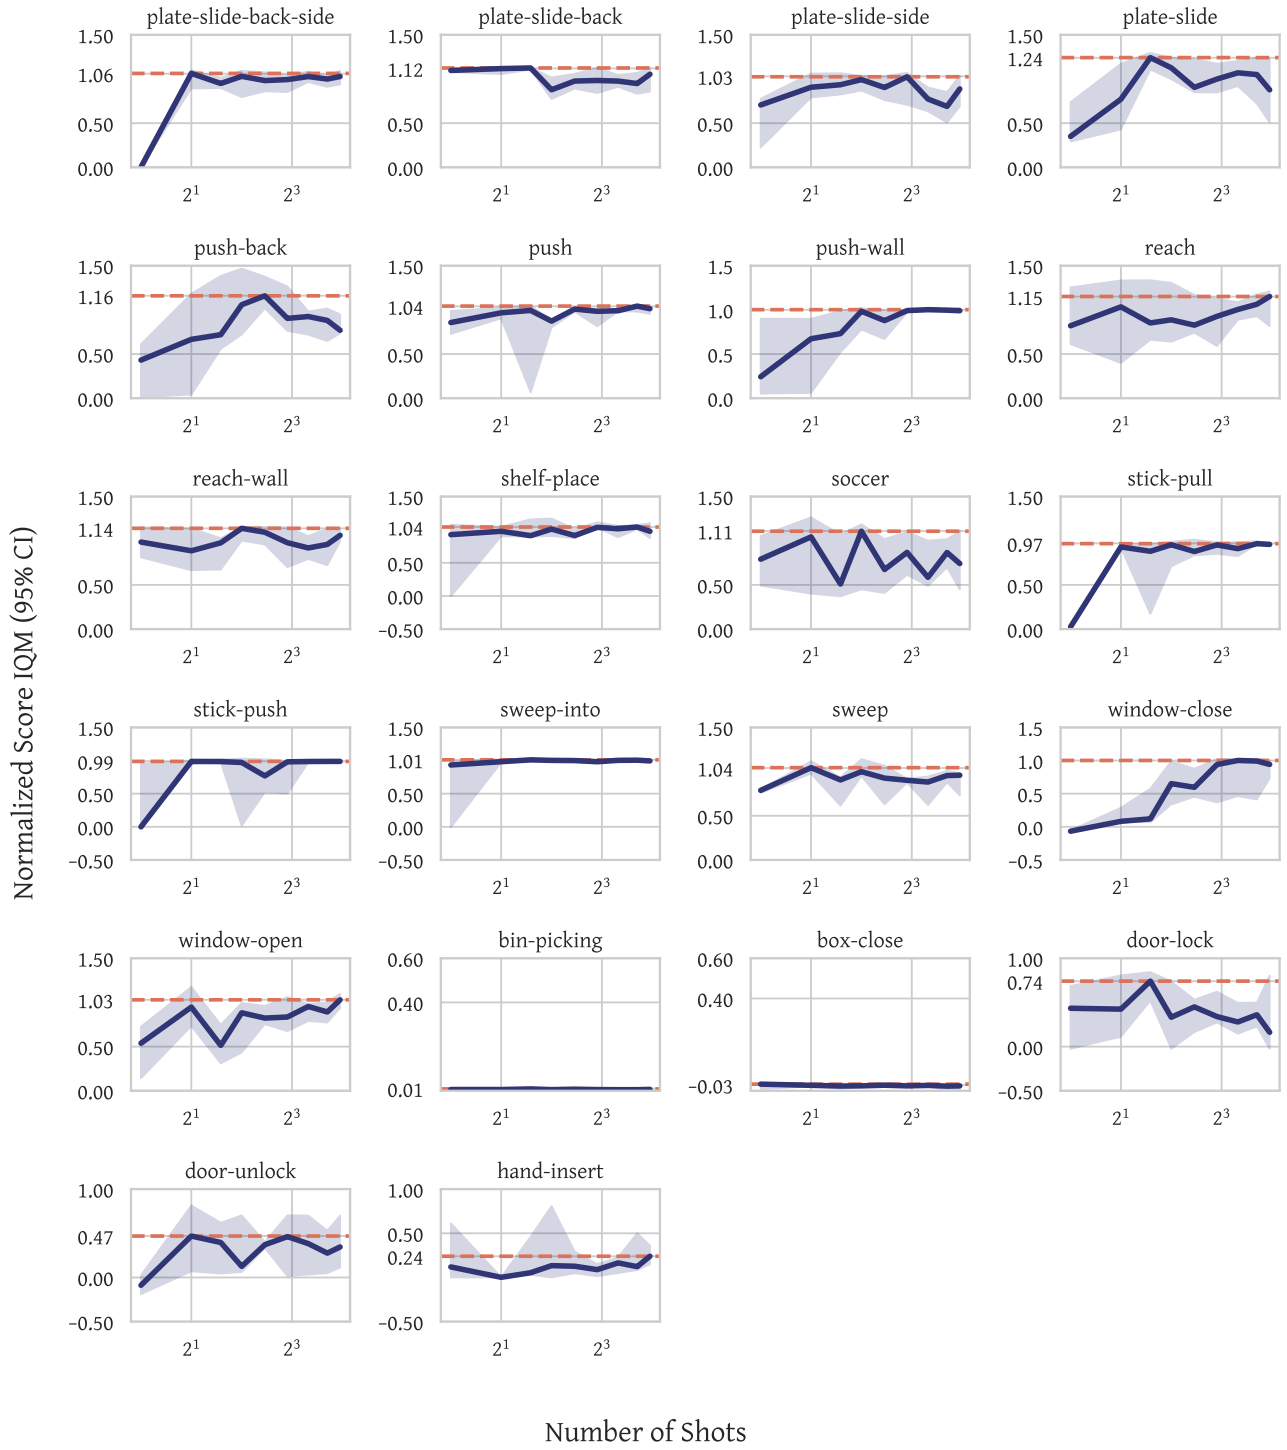 plate-slide-back-side plate-slide-back plate-slide-side plate-slide
1.50 1.50 1.50 1.50
1.06 1.12 1.03 1.24
0.50 0.50 0.50 0.50
0.00 0.00 0.00 0.00
2¹ 2³ 2¹ 2³ 2¹ 2³ 2¹ 2³
push-back push push-wall reach
1.50 1.50 1.5 1.50
1.16 1.04 1.0 1.15
0.50 0.50 0.5 0.50
0.00 0.00 0.0 0.00
2¹ 2³ 2¹ 2³ 2¹ 2³ 2¹ 2³
reach-wall shelf-place soccer stick-pull
1.50 1.50 1.50 1.50
1.14 1.04 1.11 0.97
0.50 0.50 0.50 0.50
0.00 0.00 0.00 0.00
−0.50
2¹ 2³ 2¹ 2³ 2¹ 2³ 2¹ 2³
stick-push sweep-into sweep window-close
1.50 1.50 1.50 1.5
0.99 1.01 1.04 1.0
0.50 0.50 0.50 0.5
0.00 0.00 0.00 0.0
−0.50 −0.50 −0.5
2¹ 2³ 2¹ 2³ 2¹ 2³ 2¹ 2³
window-open bin-picking box-close door-lock
1.50 0.60 0.60 1.00
1.03 0.40 0.40 0.74
0.50 0.01 −0.03 0.00
0.00 −0.50
2¹ 2³ 2¹ 2³ 2¹ 2³ 2¹ 2³
door-unlock hand-insert
1.00 1.00
0.47 0.50
0.00 0.24
−0.50 −0.50
2¹ 2³ 2¹ 2³
Normalized Score IQM (95% CI)
Number of Shots